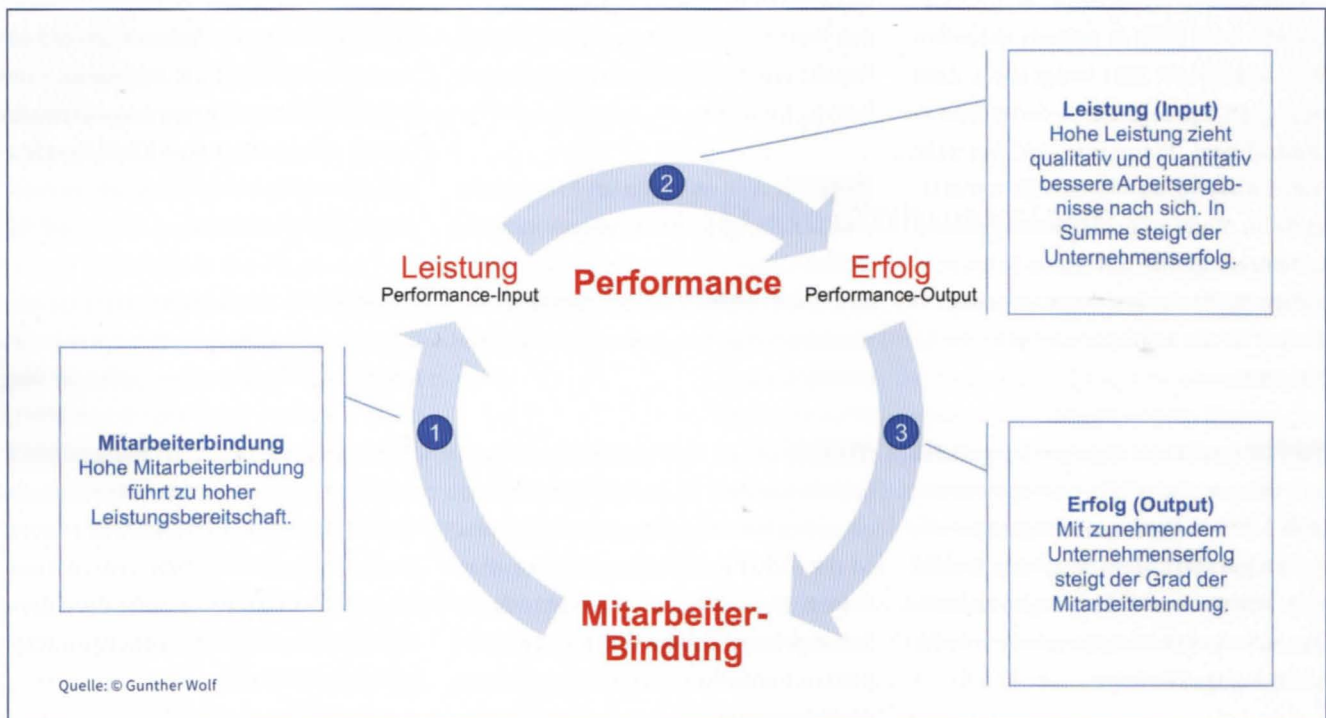 Leistung (Input)
Hohe Leistung zieht
qualitativ und quantitativ
bessere Arbeitsergeb-
nisse nach sich. In
Summe steigt der
Unternehmenserfolg.
2
Leistung
Performance-Input
Performance
Erfolg
Performance-Output
Mitarbeiterbindung
Hohe Mitarbeiterbindung
führt zu hoher
Leistungsbereitschaft.
1
3
Erfolg (Output)
Mit zunehmendem
Unternehmenserfolg
steigt der Grad der
Mitarbeiterbindung.
Mitarbeiter-
Bindung
Quelle: © Gunther Wolf